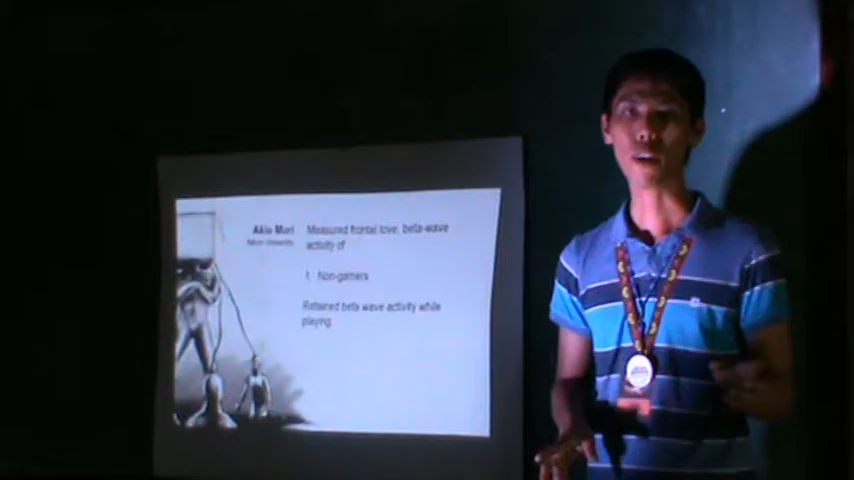 Akio Mori
Nihon University
Measured frontal love, beta-wave
activity of
1. Non-gamers
Retained beta wave activity while
playing